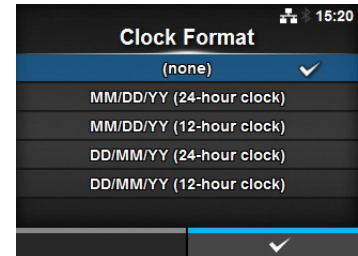 15:20
Clock Format
(none)
MM/DD/YY (24-hour clock)
MM/DD/YY (12-hour clock)
DD/MM/YY (24-hour clock)
DD/MM/YY (12-hour clock)